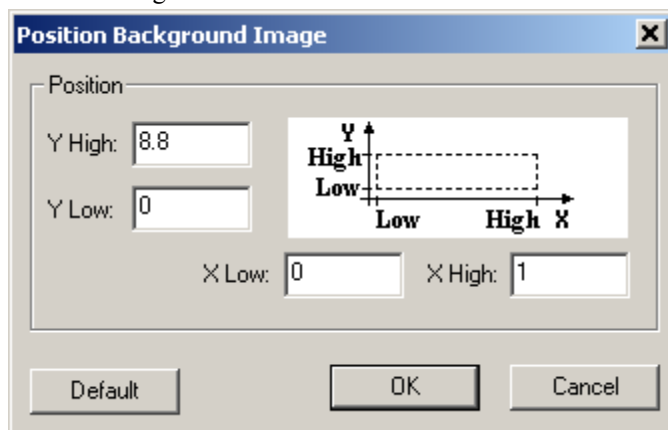 Position Background Image
Position
Y High: 8.8
Y
High
Low
Low High X
Y Low: 0
X Low: 0 X High: 1
Default OK Cancel